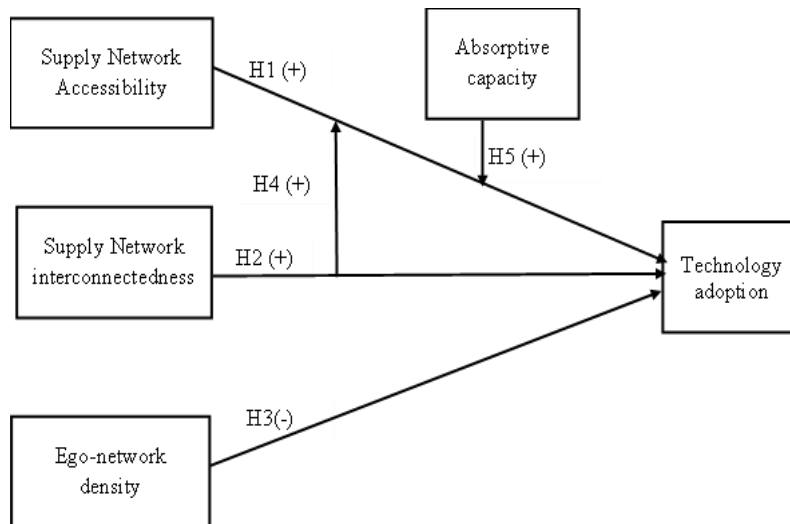 Supply Network
Accessibility
H1 (+)
Absorptive
capacity
H5 (+)
H4 (+)
Supply Network
interconnectedness
H2 (+)
Technology
adoption
H3(-)
Ego-network
density